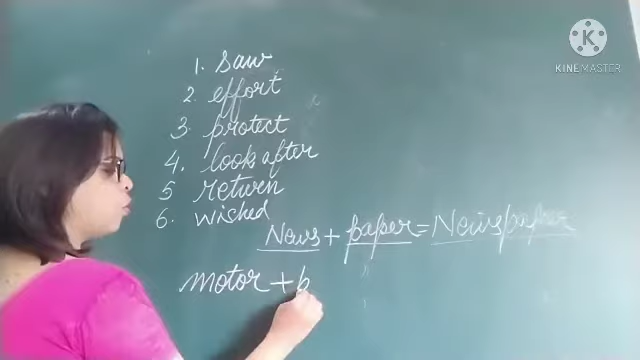 1. saw
2. effort
3. protect
4. look after
5 return
6. wished
News + paper = Newspaper
motor + b
KINEMASTER